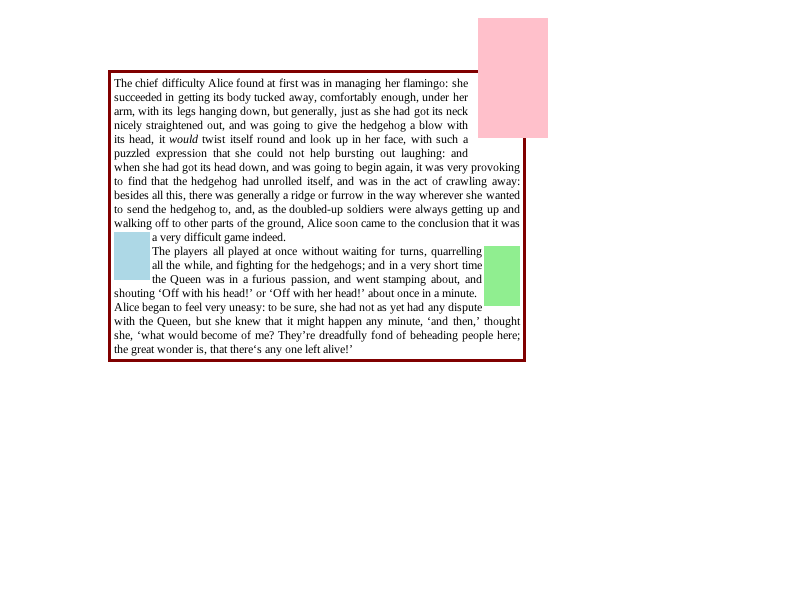 The chief difficulty Alice found at first was in managing her flamingo: she
succeeded in getting its body tucked away, comfortably enough, under her
arm, with its legs hanging down, but generally, just as she had got its neck
nicely straightened out, and was going to give the hedgehog a blow with
its head, it would twist itself round and look up in her face, with such a
puzzled expression that she could not help bursting out laughing: and
when she had got its head down, and was going to begin again, it was very provoking
to find that the hedgehog had unrolled itself, and was in the act of crawling away:
besides all this, there was generally a ridge or furrow in the way wherever she wanted
to send the hedgehog to, and, as the doubled-up soldiers were always getting up and
walking off to other parts of the ground, Alice soon came to the conclusion that it was
a very difficult game indeed.
The players all played at once without waiting for turns, quarrelling
all the while, and fighting for the hedgehogs; and in a very short time
the Queen was in a furious passion, and went stamping about, and
shouting ‘Off with his head!’ or ‘Off with her head!’ about once in a minute.
Alice began to feel very uneasy: to be sure, she had not as yet had any dispute
with the Queen, but she knew that it might happen any minute, ‘and then,’ thought
she, ‘what would become of me? They’re dreadfully fond of beheading people here;
the great wonder is, that there‘s any one left alive!’